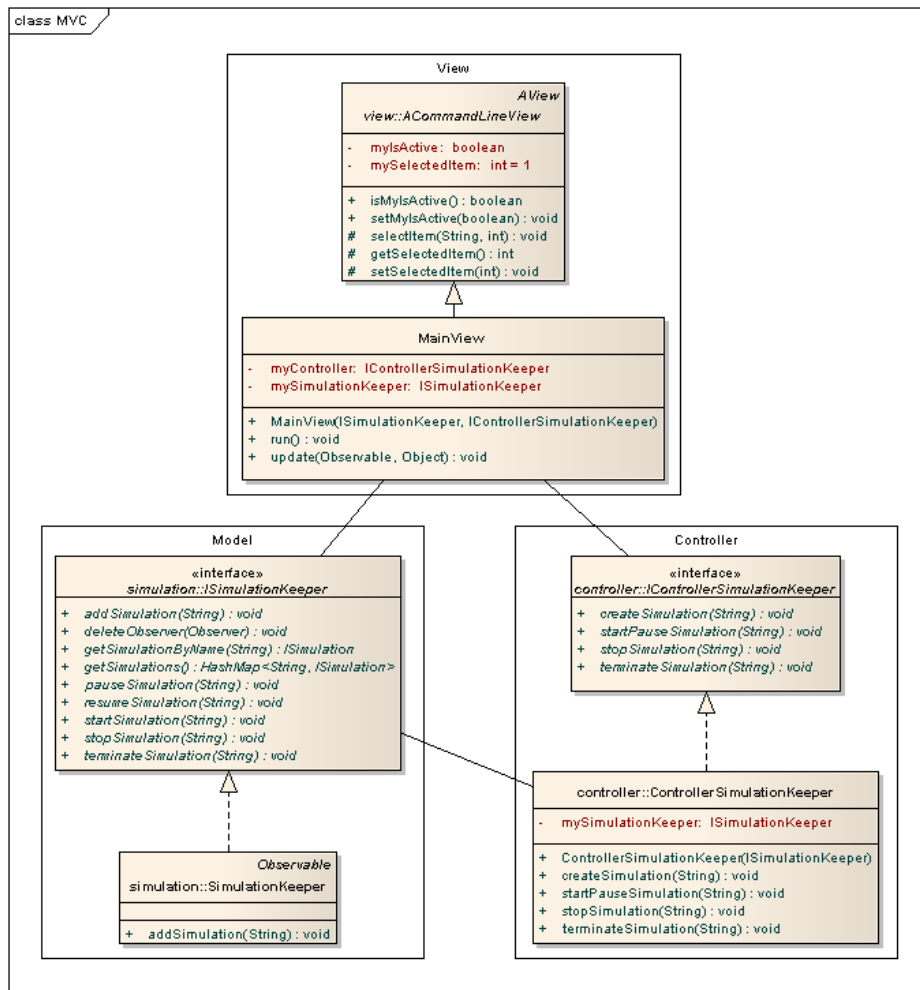 class MVC
View
AView
view::ACommandLineView
- myIsActive: boolean
- mySelectedItem: int = 1
+ isMyIsActive() : boolean
+ setMyIsActive(boolean) : void
# selectItem(String, int) : void
# getSelectedItem() : int
# setSelectedItem(int) : void
MainView
- myController: IControllerSimulationKeeper
- mySimulationKeeper: ISimulationKeeper
+ MainView(ISimulationKeeper, IControllerSimulationKeeper)
+ run() : void
+ update(Observable, Object) : void
Model
«interface»
simulation::ISimulationKeeper
+ addSimulation(String) : void
+ deleteObserver(Observer) : void
+ getSimulationByName(String) : ISimulation
+ getSimulations() : HashMap<String, ISimulation>
+ pauseSimulation(String) : void
+ resumeSimulation(String) : void
+ startSimulation(String) : void
+ stopSimulation(String) : void
+ terminateSimulation(String) : void
Observable
simulation::SimulationKeeper
+ addSimulation(String) : void
Controller
«interface»
controller::IControllerSimulationKeeper
+ createSimulation(String) : void
+ startPauseSimulation(String) : void
+ stopSimulation(String) : void
+ terminateSimulation(String) : void
controller::ControllerSimulationKeeper
- mySimulationKeeper: ISimulationKeeper
+ ControllerSimulationKeeper(ISimulationKeeper)
+ createSimulation(String) : void
+ startPauseSimulation(String) : void
+ stopSimulation(String) : void
+ terminateSimulation(String) : void